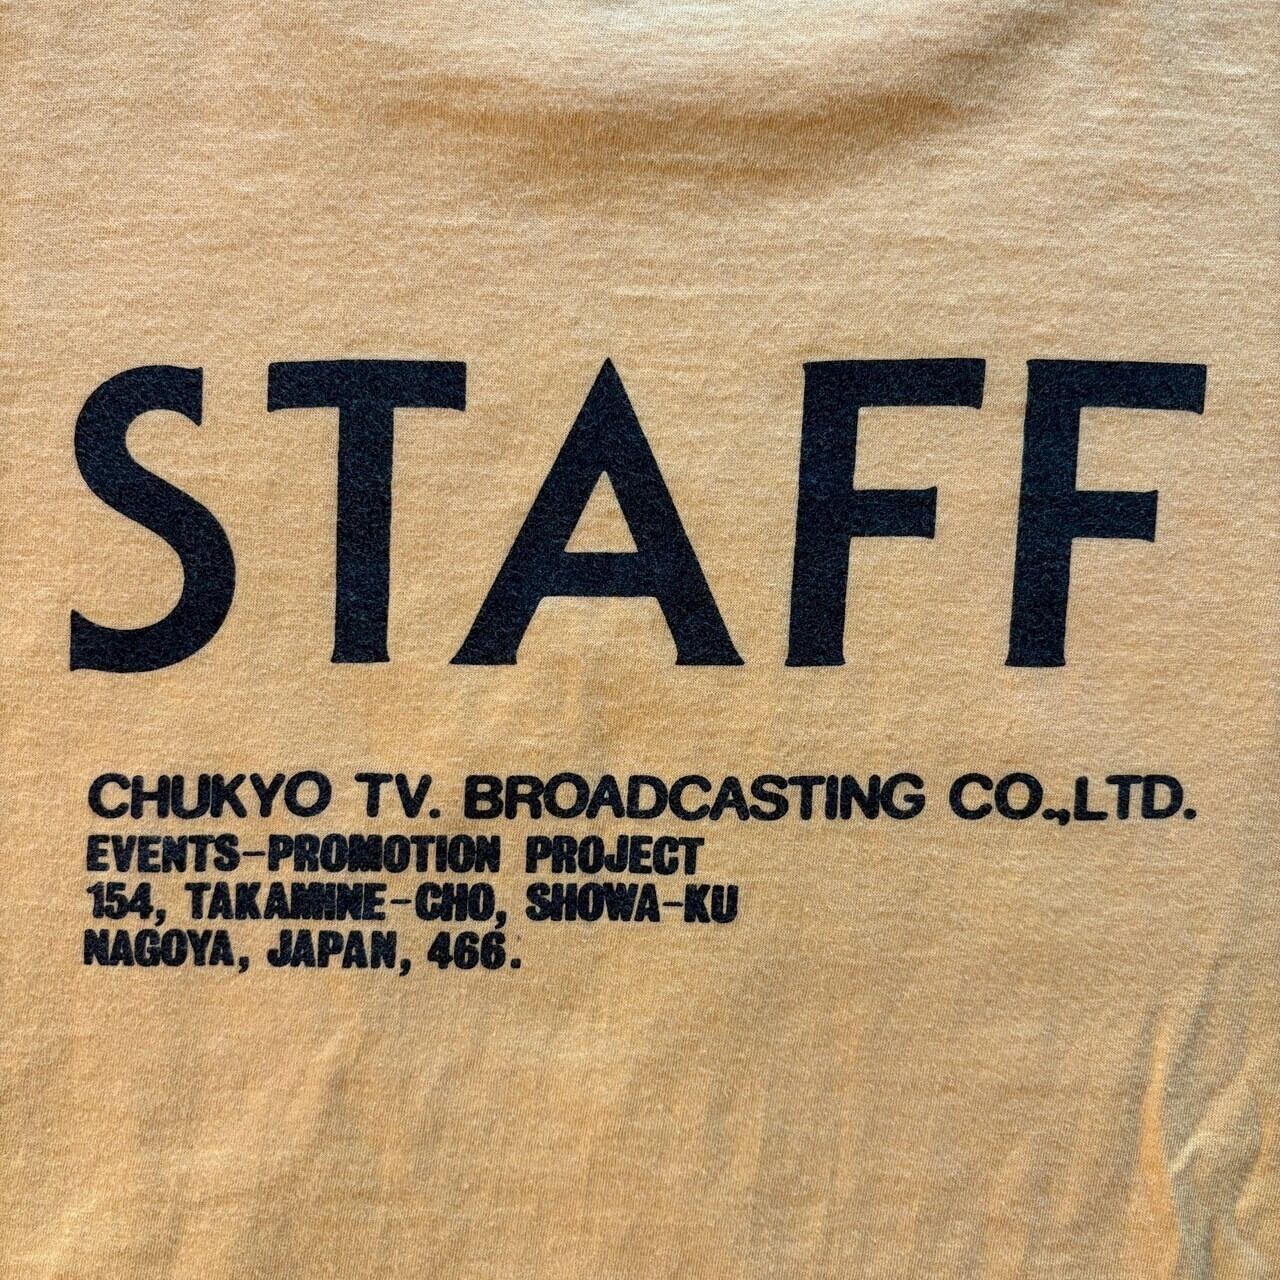 STAFF
CHUKYO TV. BROADCASTING CO.,LTD.
EVENTS-PROMOTION PROJECT
154, TAKAMINE-CHO, SHOWA-KU
NAGOYA, JAPAN, 466.